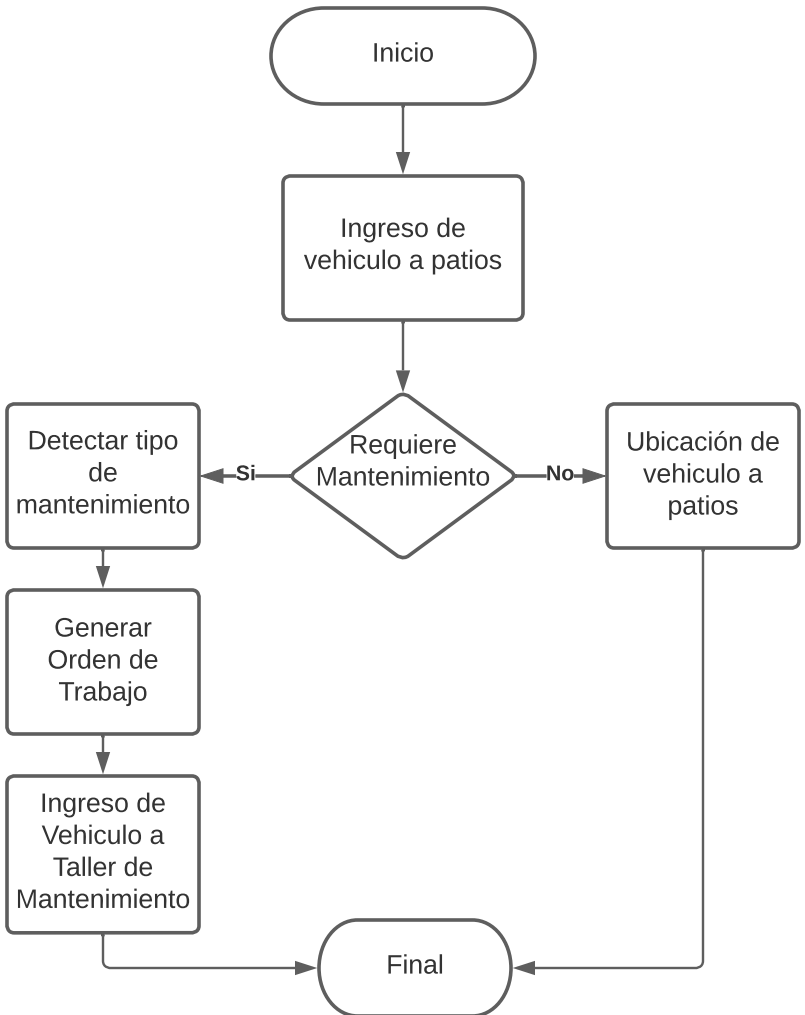 Inicio
Ingreso de
vehiculo a patios
Requiere
Mantenimiento
Si
No
Detectar tipo
de
mantenimiento
Ubicación de
vehiculo a
patios
Generar
Orden de
Trabajo
Ingreso de
Vehiculo a
Taller de
Mantenimiento
Final